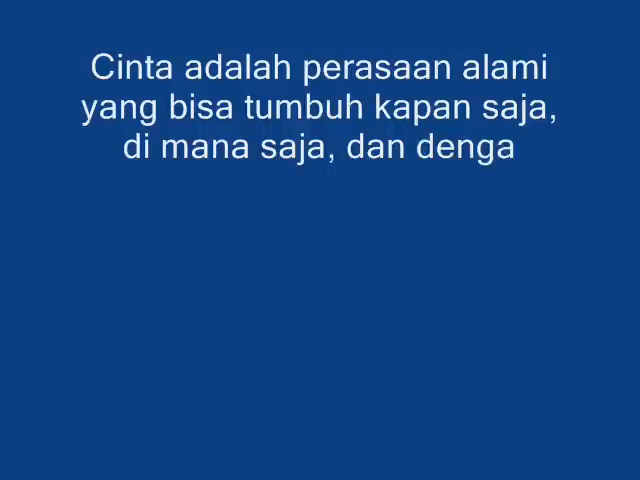 Cinta adalah perasaan alami
yang bisa tumbuh kapan saja,
di mana saja, dan denga